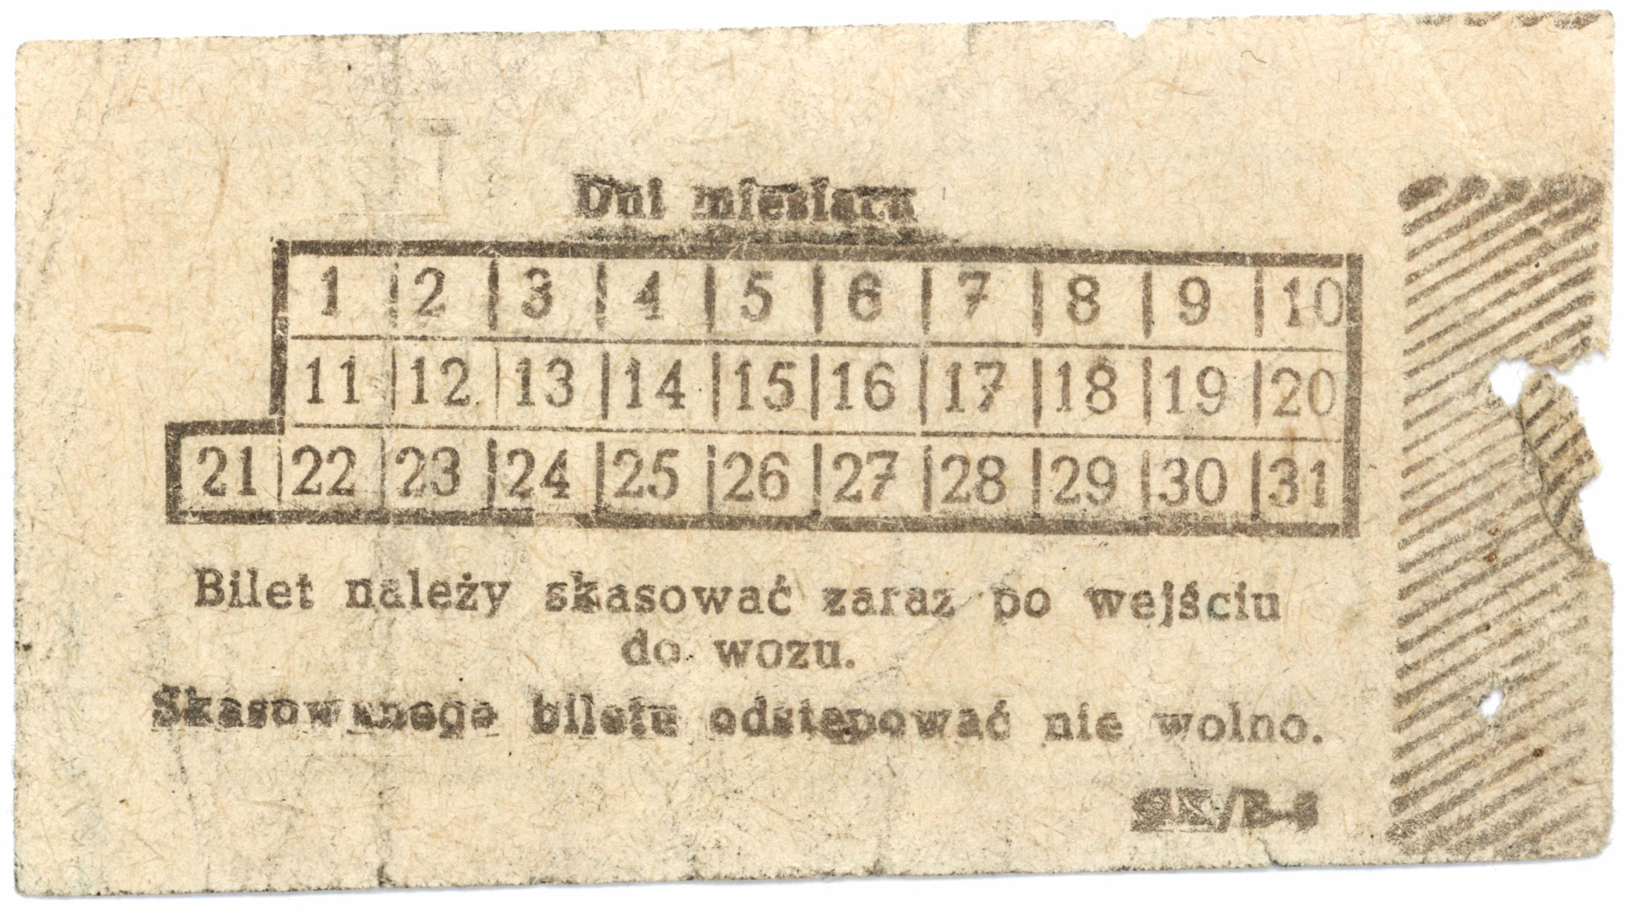 Dni miesiąca
1 2 3 4 5 6 7 8 9 10
11 12 13 14 15 16 17 18 19 20
21 22 23 24 25 26 27 28 29 30 31
Bilet należy skasować zaraz po wejściu
do wozu.
Skasowanego biletu odstępować nie wolno.